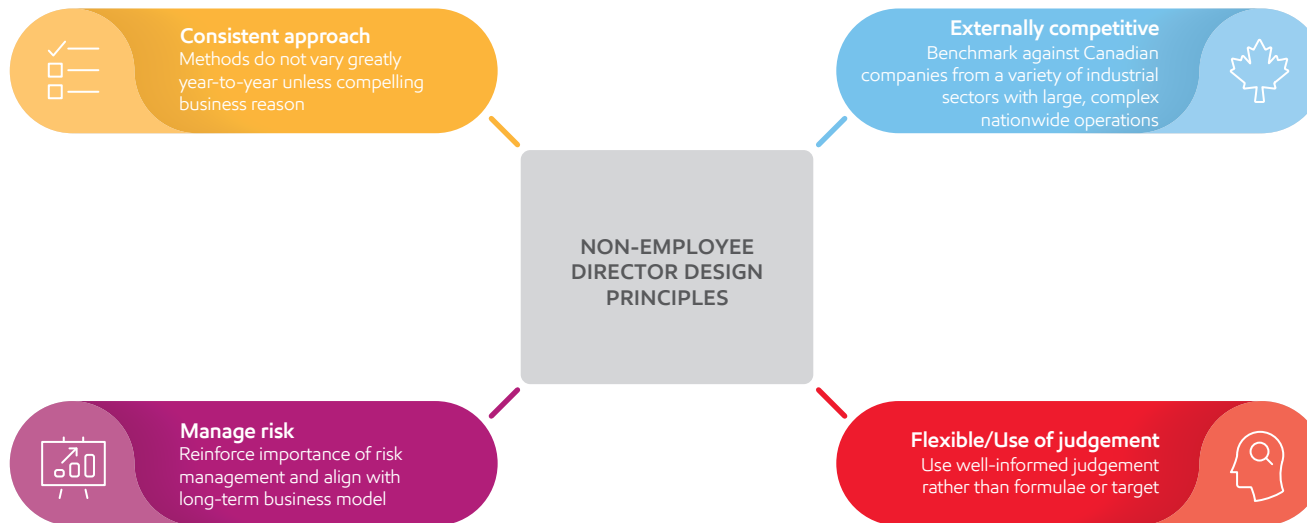 Consistent approach
Methods do not vary greatly
year-to-year unless compelling
business reason
Externally competitive
Benchmark against Canadian
companies from a variety of industrial
sectors with large, complex
nationwide operations
NON-EMPLOYEE
DIRECTOR DESIGN
PRINCIPLES
Manage risk
Reinforce importance of risk
management and align with
long-term business model
Flexible/Use of judgement
Use well-informed judgement
rather than formulae or target